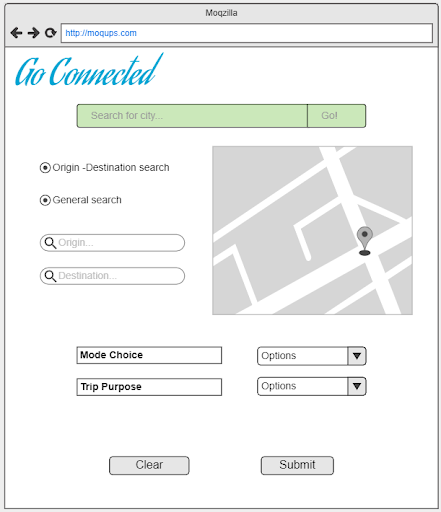 Moqzilla
http://moqups.com
Go Connected
Search for city... Go!
Origin -Destination search
General search
Origin...
Destination...
Mode Choice Options
Trip Purpose Options
Clear Submit